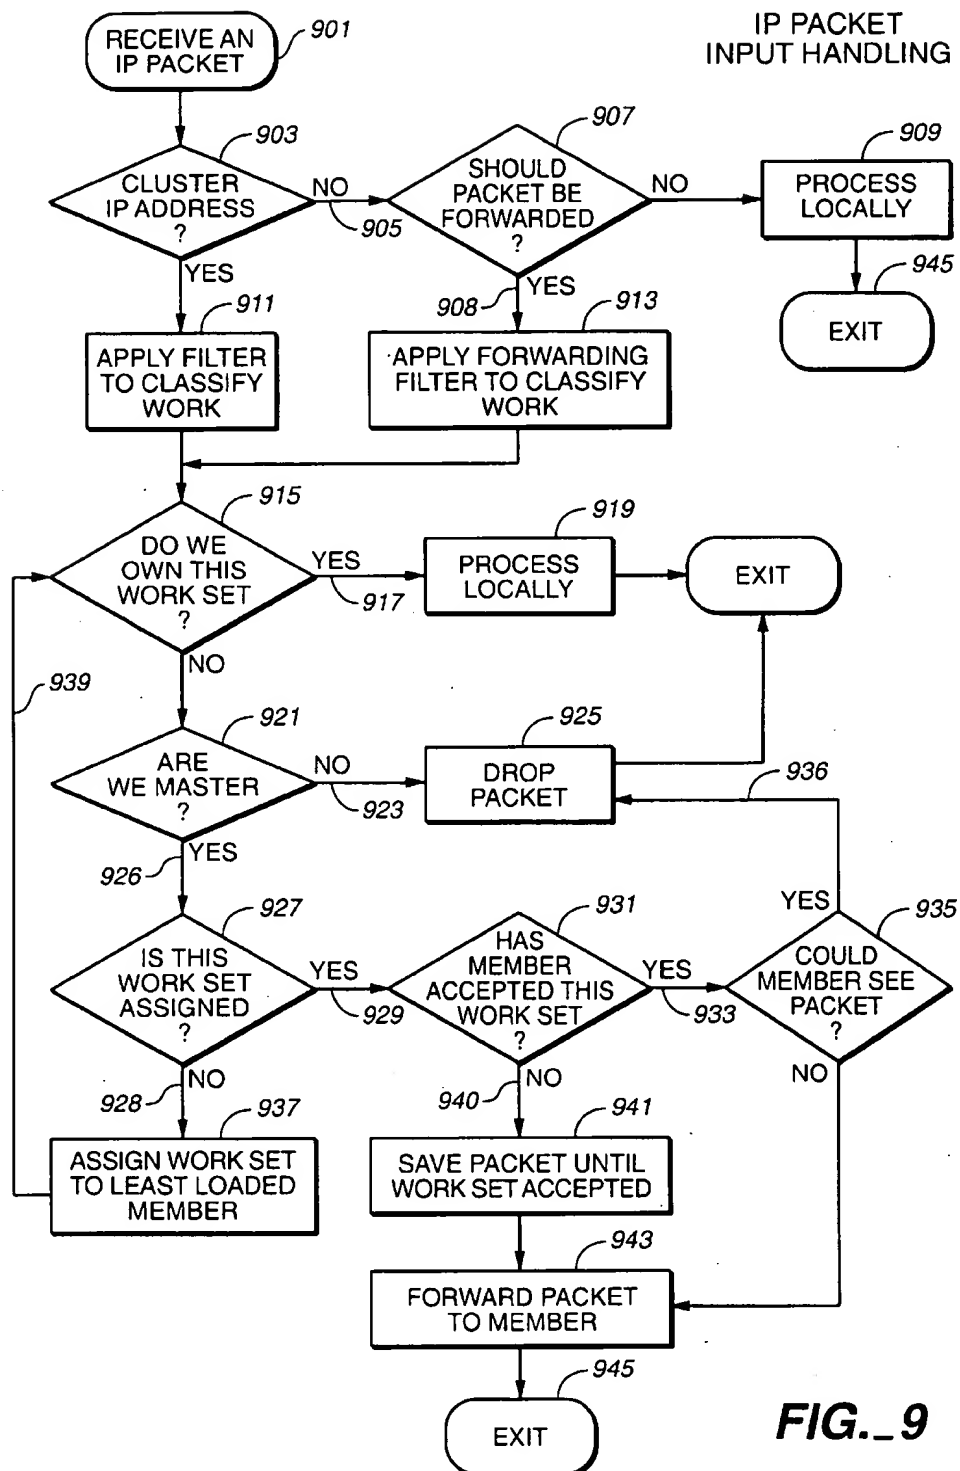 IP PACKET
INPUT HANDLING
RECEIVE AN
IP PACKET
901
903
CLUSTER
IP ADDRESS
?
NO
905
YES
907
SHOULD
PACKET BE
FORWARDED
?
NO
908
YES
909
PROCESS
LOCALLY
945
EXIT
911
APPLY FILTER
TO CLASSIFY
WORK
913
APPLY FORWARDING
FILTER TO CLASSIFY
WORK
915
DO WE
OWN THIS
WORK SET
?
YES
917
NO
919
PROCESS
LOCALLY
EXIT
939
921
ARE
WE MASTER
?
NO
923
926
YES
925
DROP
PACKET
936
927
IS THIS
WORK SET
ASSIGNED
?
YES
929
928
NO
931
HAS
MEMBER
ACCEPTED THIS
WORK SET
?
YES
933
940
NO
YES
935
COULD
MEMBER SEE
PACKET
?
NO
937
ASSIGN WORK SET
TO LEAST LOADED
MEMBER
941
SAVE PACKET UNTIL
WORK SET ACCEPTED
943
FORWARD PACKET
TO MEMBER
945
EXIT
FIG._9